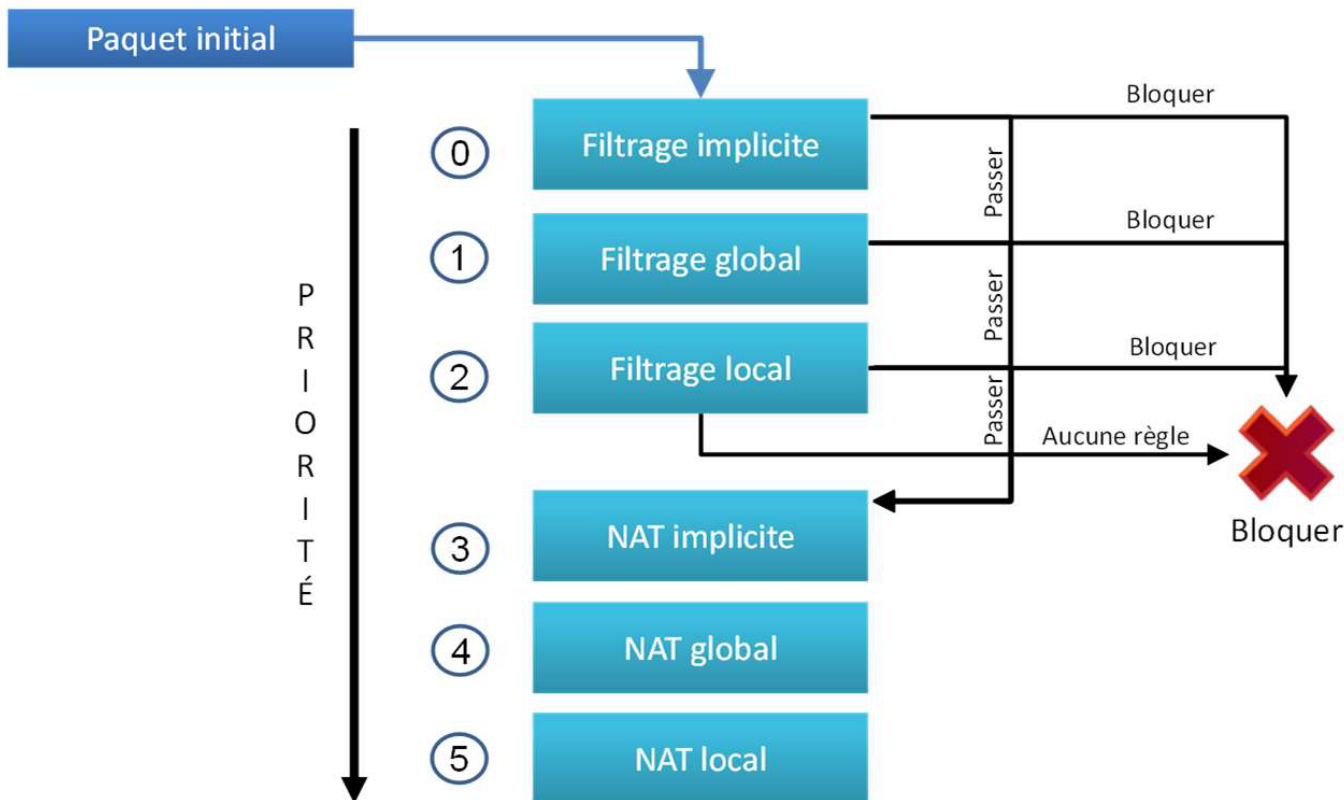 Paquet initial
0
Filtrage implicite
Bloquer
Passer
1
Filtrage global
Bloquer
Passer
2
Filtrage local
Bloquer
Passer
Aucune règle
Bloquer
3
NAT implicite
4
NAT global
5
NAT local
PRIORITÉ